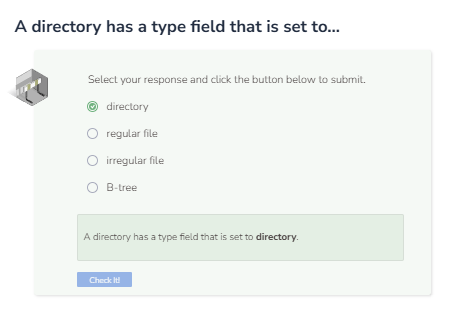 A directory has a type field that is set to...
Select your response and click the button below to submit.
directory
regular file
irregular file
B-tree
A directory has a type field that is set to directory.
Check It!